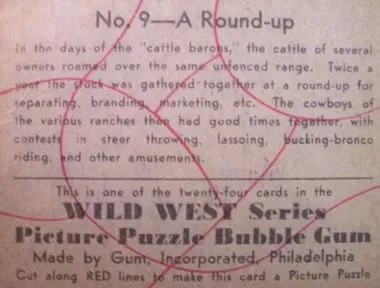 No. 9—A Round-up
In the days of the "cattle barons," the cattle of several
owners roamed over the same unfenced range. Twice a
year the stock was gathered together at a round-up for
separating, branding, marketing, etc. The cowboys of
the various ranches then had good times together, with
contests in steer throwing, lassoing, bucking-bronco
riding, and other amusements.
This is one of the twenty-four cards in the
WILD WEST Series
Picture Puzzle Bubble Gum
Made by Gum, Incorporated, Philadelphia
Cut along RED lines to make this card a Picture Puzzle